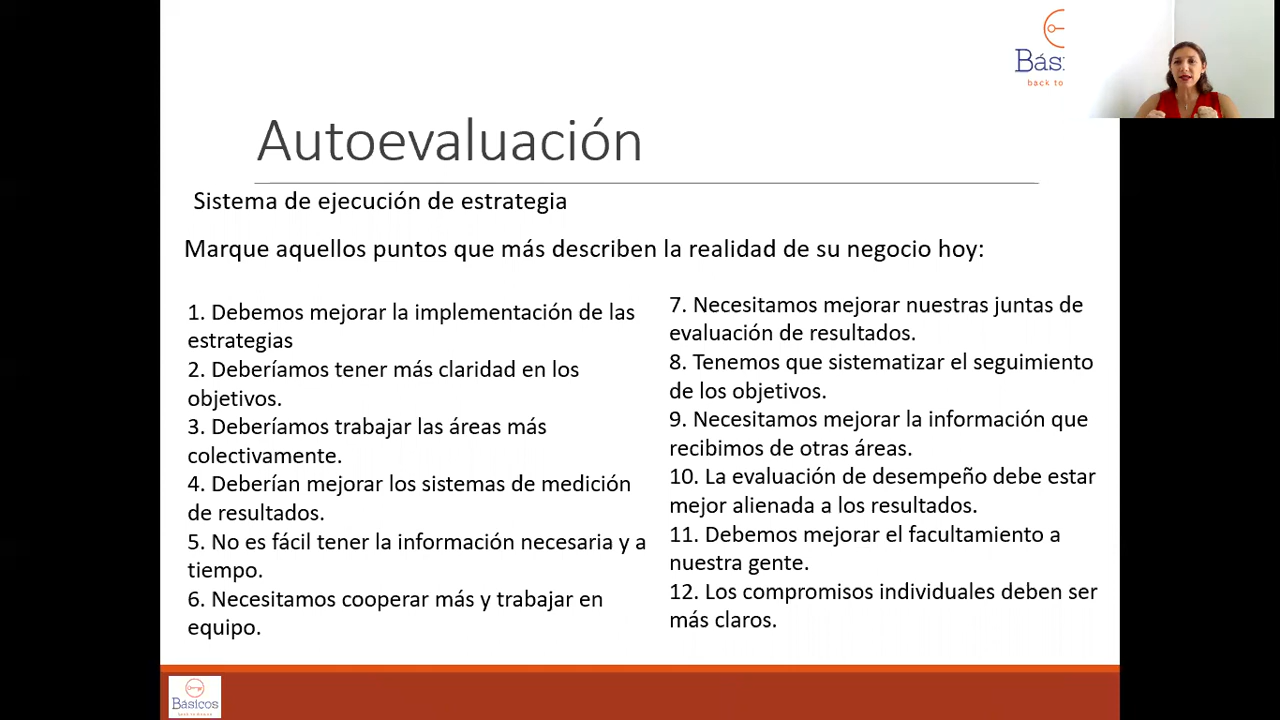 Bás
back to
Autoevaluación
Sistema de ejecución de estrategia
Marque aquellos puntos que más describen la realidad de su negocio hoy:
1. Debemos mejorar la implementación de las
estrategias
2. Deberíamos tener más claridad en los
objetivos.
3. Deberíamos trabajar las áreas más
colectivamente.
4. Deberían mejorar los sistemas de medición
de resultados.
5. No es fácil tener la información necesaria y a
tiempo.
6. Necesitamos cooperar más y trabajar en
equipo.
7. Necesitamos mejorar nuestras juntas de
evaluación de resultados.
8. Tenemos que sistematizar el seguimiento
de los objetivos.
9. Necesitamos mejorar la información que
recibimos de otras áreas.
10. La evaluación de desempeño debe estar
mejor alienada a los resultados.
11. Debemos mejorar el facultamiento a
nuestra gente.
12. Los compromisos individuales deben ser
más claros.
Básicos